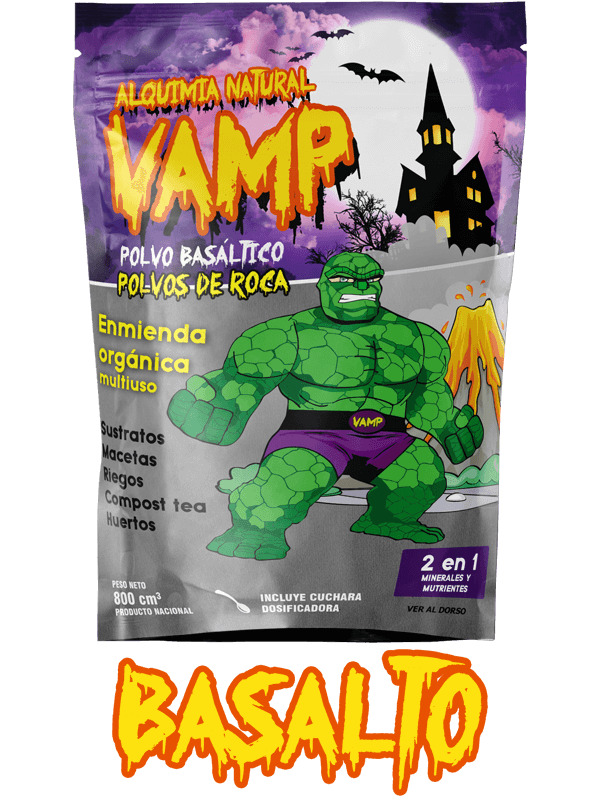 ALQUIMIA NATURAL
VAMP
POLVO BASÁLTICO
POLVOS DE ROCA
Enmienda
orgánica
multiuso
Sustratos
Macetas
Riegos
Compost tea
Huertos
VAMP
2 en 1
MINERALES Y
MUTRIENTES
VER AL DORSO
PESO NETO
800 cm³
PRODUCTO NACIONAL
INCLUYE CUCHARA
DOSIFICADORA
BASALTO